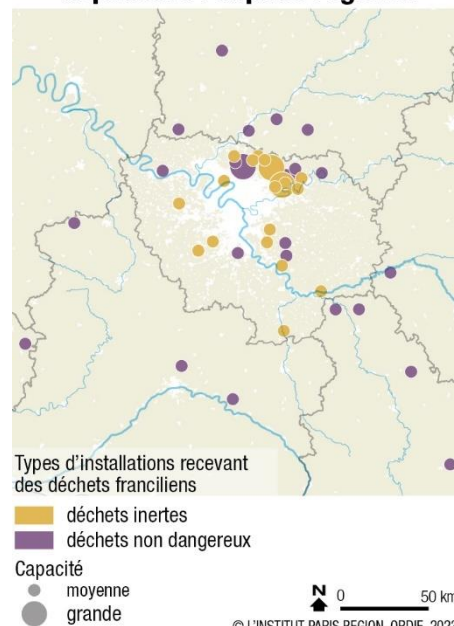 Types d'installations recevant
des déchets franciliens
déchets inertes
déchets non dangereux
Capacité
moyenne
grande
N
0 50 km
© L'INSTITUT PARIS REGION, ORDIF, 2023